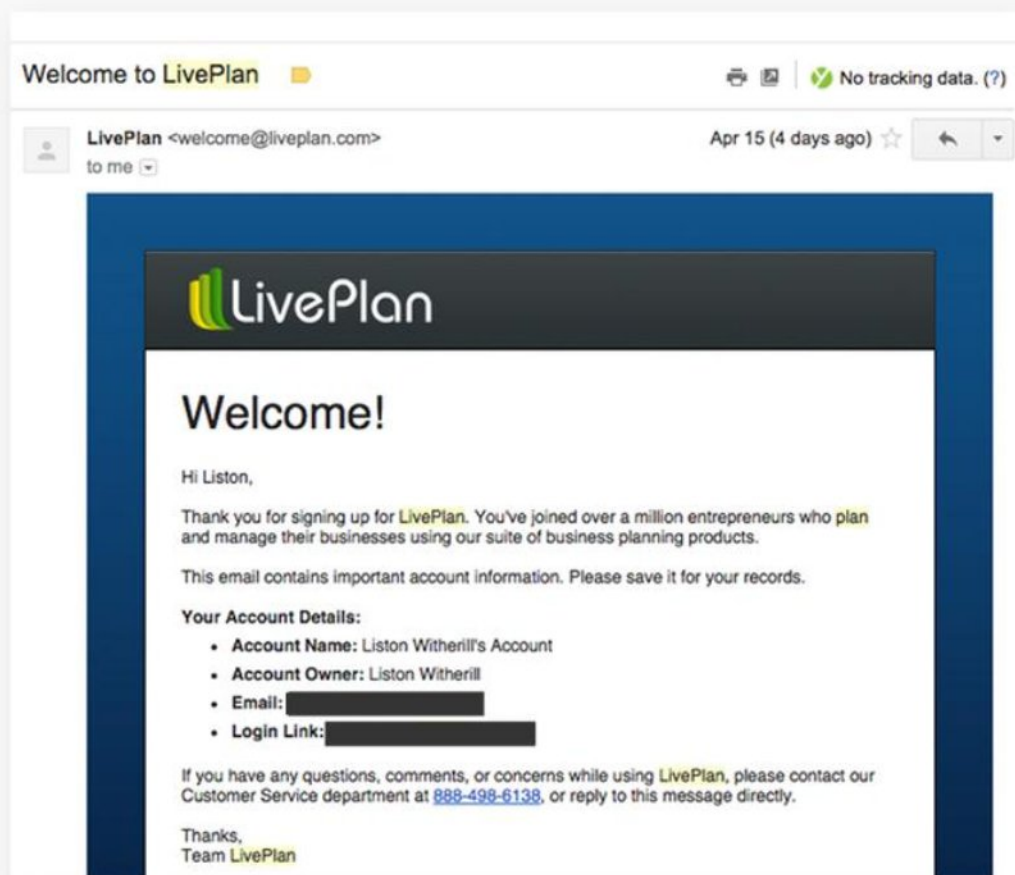 Welcome to LivePlan
No tracking data. (?)
LivePlan <welcome@liveplan.com>
Apr 15 (4 days ago)
to me
LivePlan
Welcome!
Hi Liston,
Thank you for signing up for LivePlan. You've joined over a million entrepreneurs who plan
and manage their businesses using our suite of business planning products.
This email contains important account information. Please save it for your records.
Your Account Details:
• Account Name: Liston Witherill's Account
• Account Owner: Liston Witherill
• Email:
• Login Link:
If you have any questions, comments, or concerns while using LivePlan, please contact our
Customer Service department at 888-498-6138, or reply to this message directly.
Thanks,
Team LivePlan